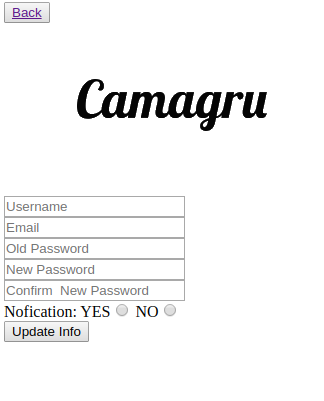 Back
Camagru
Username
Email
Old Password
New Password
Confirm  New Password
Nofication: YES NO
Update Info